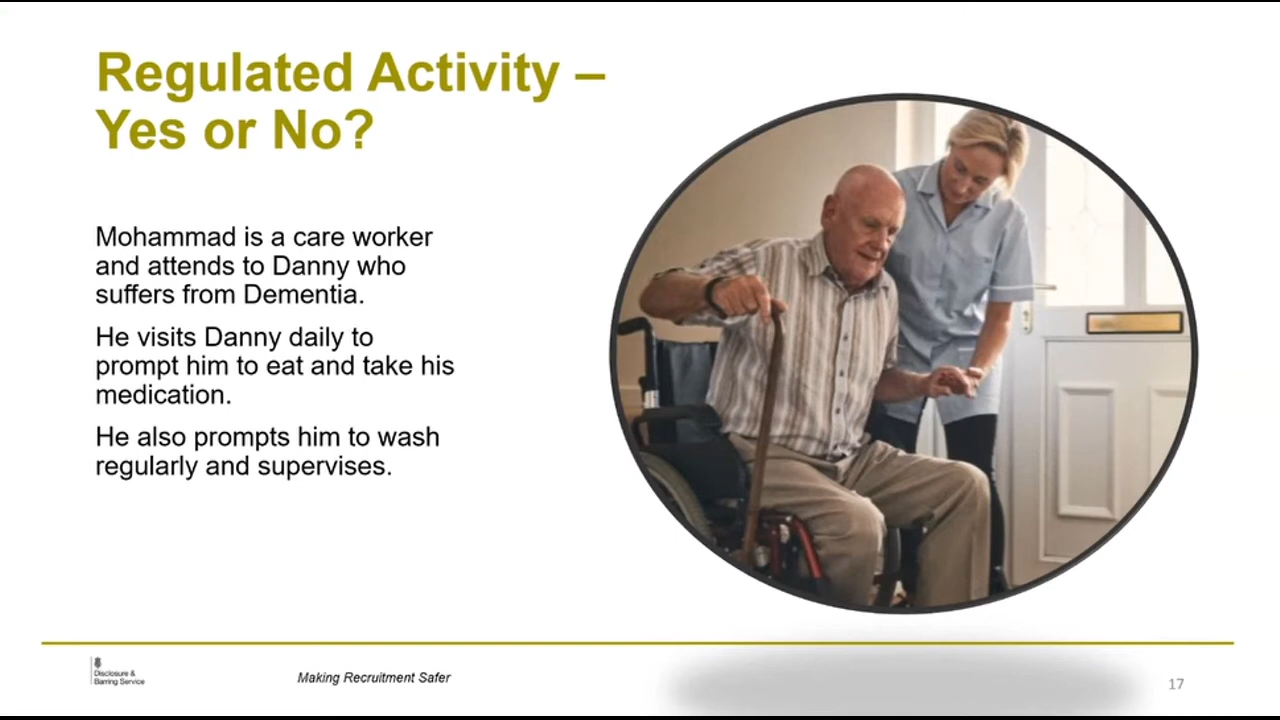 Regulated Activity –
Yes or No?
Mohammad is a care worker
and attends to Danny who
suffers from Dementia.
He visits Danny daily to
prompt him to eat and take his
medication.
He also prompts him to wash
regularly and supervises.
Disclosure &
Barring Service
Making Recruitment Safer
17